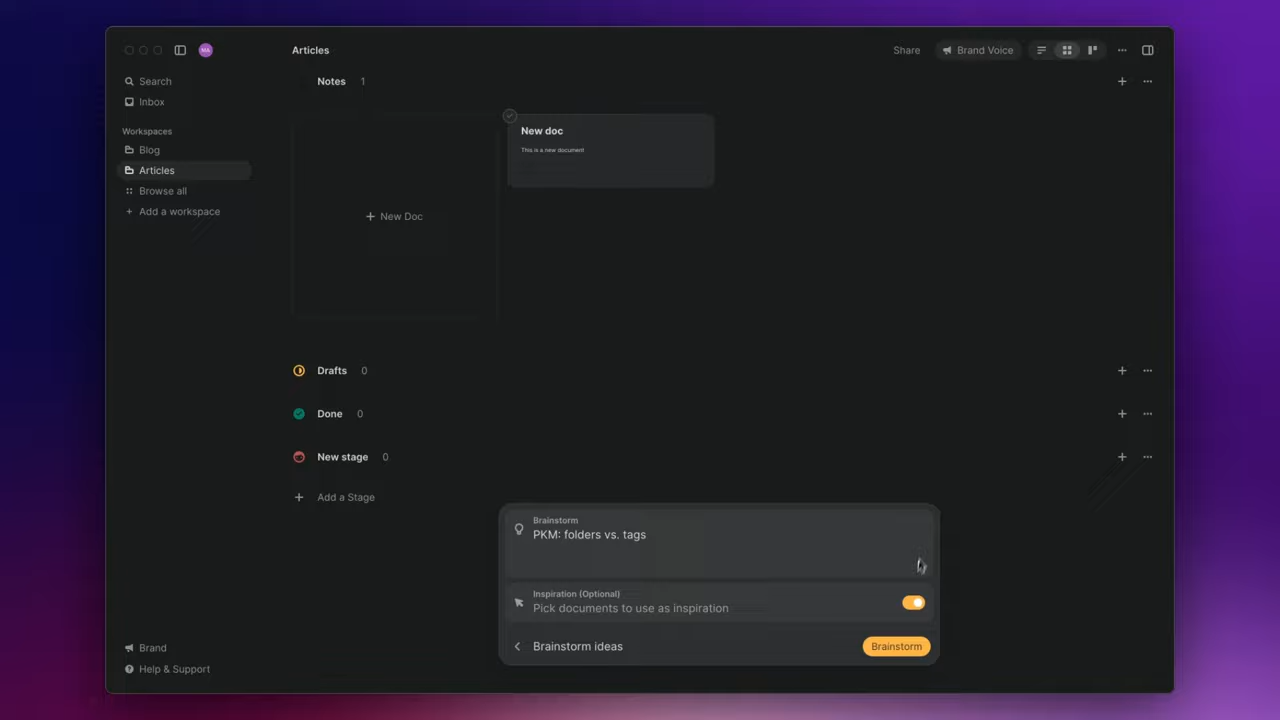 MA
Articles
Share
Brand Voice
Search
Notes 1
Inbox
Workspaces
New doc
Blog
This is a new document
Articles
Browse all
Add a workspace
+ New Doc
Drafts 0
Done 0
New stage 0
+ Add a Stage
Brainstorm
PKM: folders vs. tags
Inspiration (Optional)
Pick documents to use as inspiration
Brainstorm ideas
Brainstorm
Brand
Help & Support